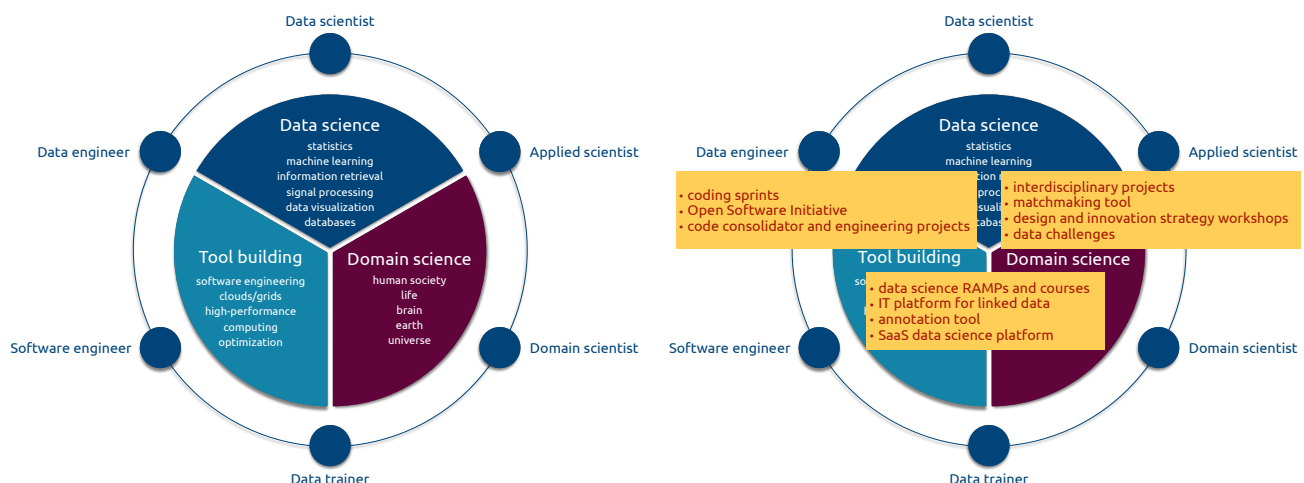 Data scientist
Data engineer
Applied scientist
Data science
statistics
machine learning
information retrieval
signal processing
data visualization
databases
Tool building
software engineering
clouds/grids
high-performance
computing
optimization
Domain science
human society
life
brain
earth
universe
Software engineer
Domain scientist
Data trainer
Data scientist
Data engineer
Applied scientist
Data science
statistics
machine learning
• coding sprints
• Open Software Initiative
• code consolidator and engineering projects
• interdisciplinary projects
• matchmaking tool
• design and innovation strategy workshops
• data challenges
Tool building
Domain science
• data science RAMPs and courses
• IT platform for linked data
• annotation tool
• SaaS data science platform
Software engineer
Domain scientist
Data trainer